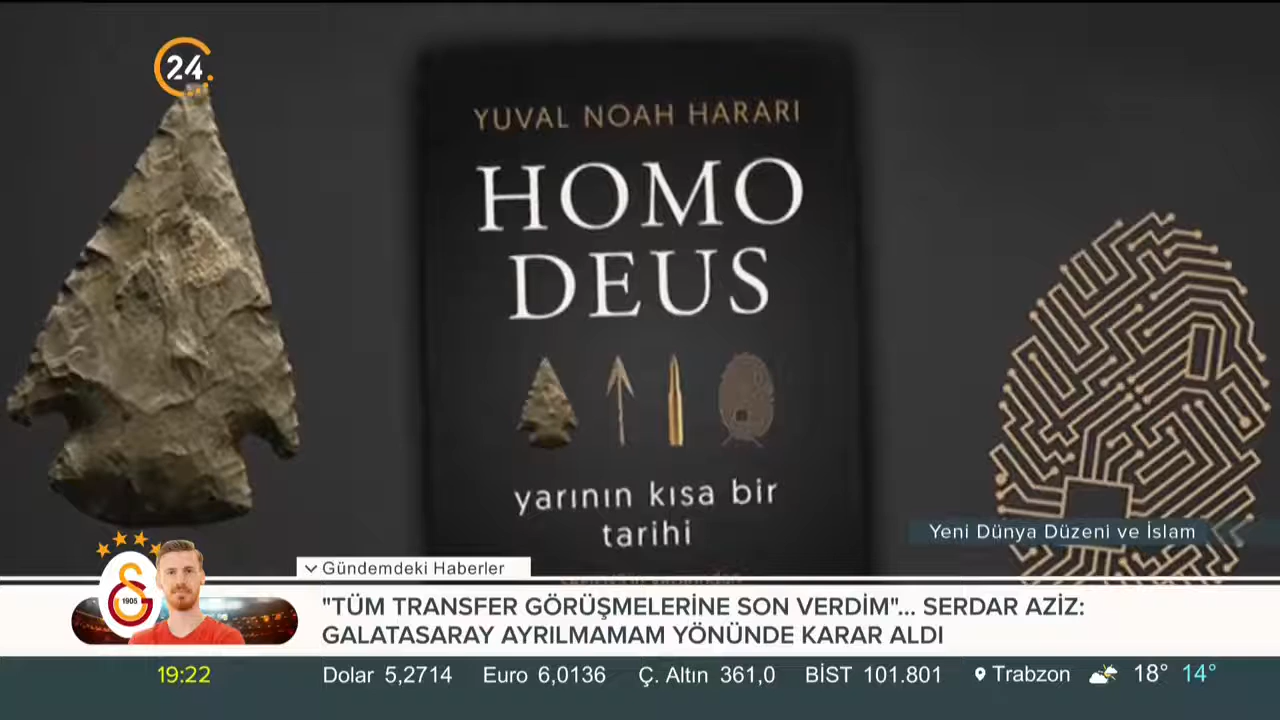 24
YUVAL NOAH HARARI
HOMO
DEUS
yarının kısa bir
tarihi
Yeni Dünya Düzeni ve İslam
Gündemdeki Haberler
1905
"TÜM TRANSFER GÖRÜŞMELERİNE SON VERDİM"... SERDAR AZİZ:
GALATASARAY AYRILMAMAM YÖNÜNDE KARAR ALDI
19:22 Dolar 5,2714 Euro 6,0136 Ç. Altın 361,0 BİST 101.801 Trabzon 18° 14°